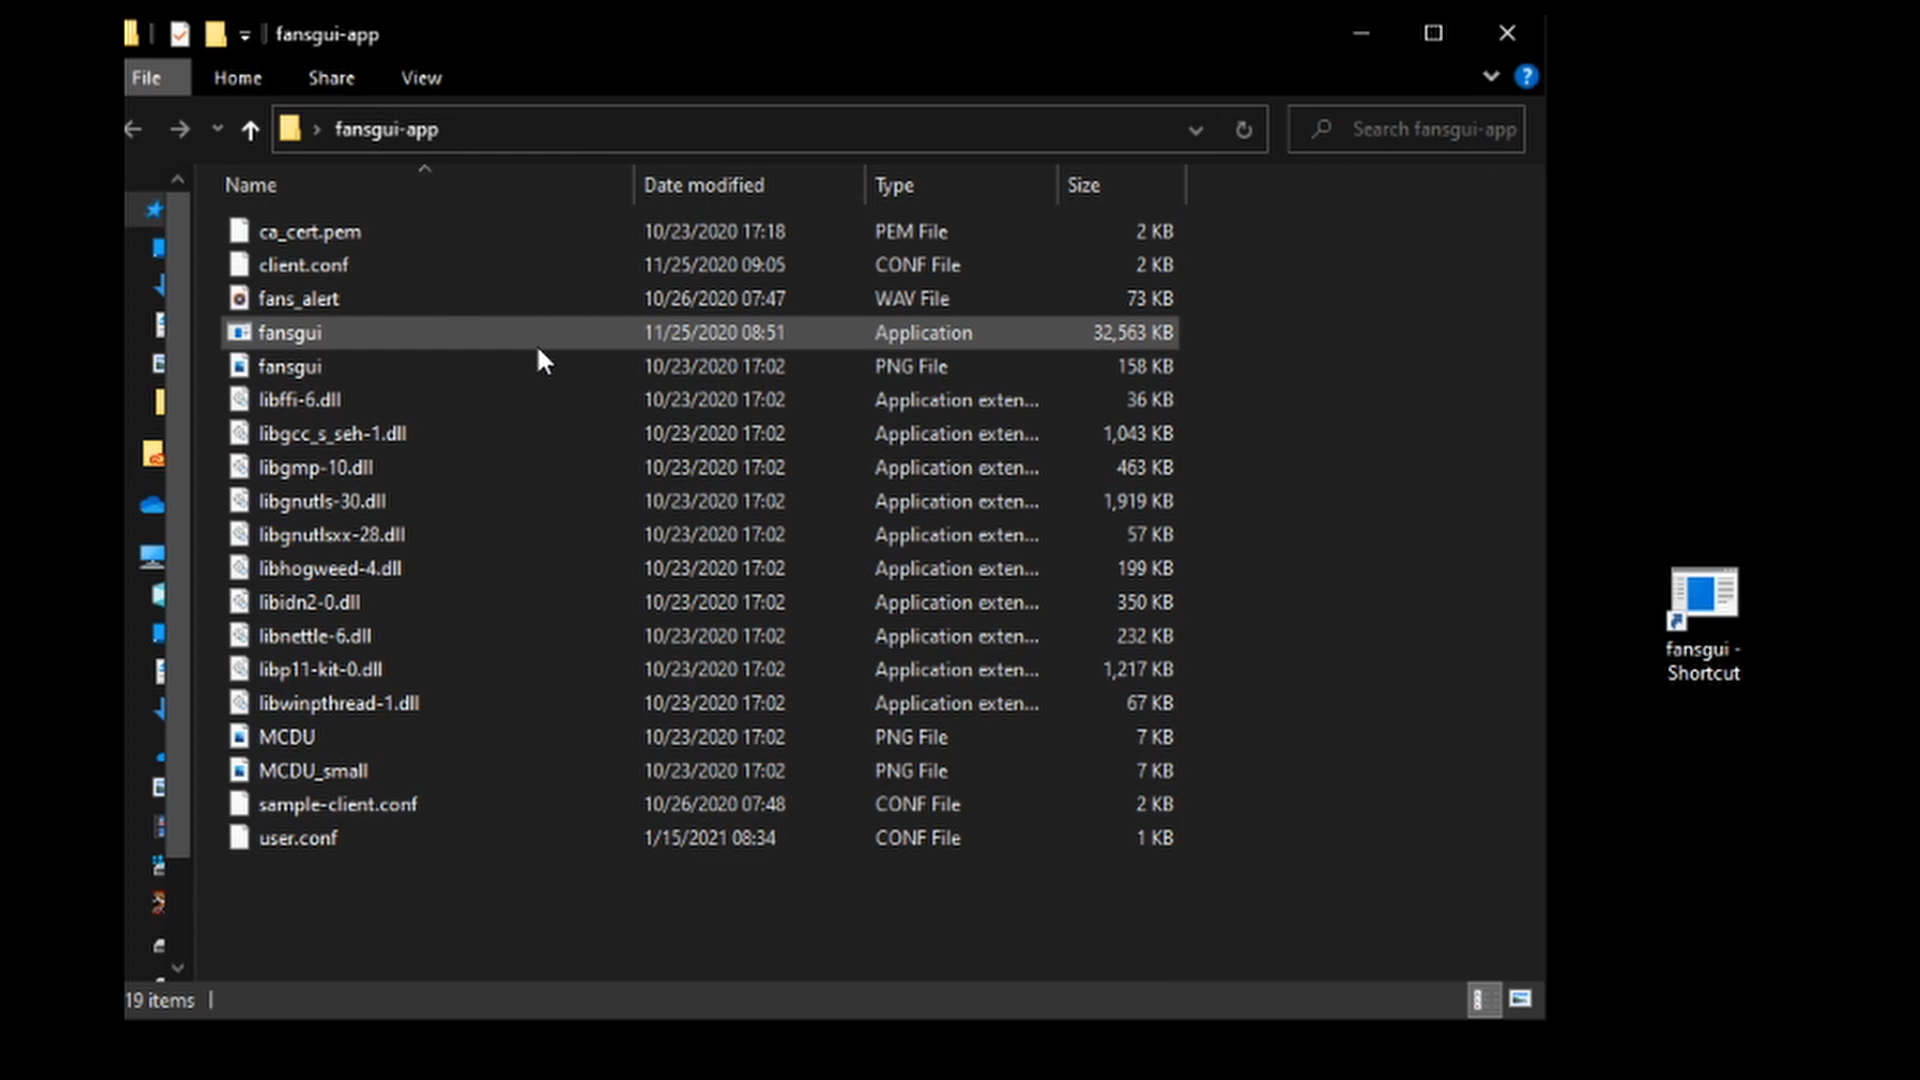 fansgui-app
File Home Share View
fansgui-app
Search fansgui-app
Name Date modified Type Size
ca_cert.pem 10/23/2020 17:18 PEM File 2 KB
client.conf 11/25/2020 09:05 CONF File 2 KB
fans_alert 10/26/2020 07:47 WAV File 73 KB
fansgui 11/25/2020 08:51 Application 32,563 KB
fansgui 10/23/2020 17:02 PNG File 158 KB
libffi-6.dll 10/23/2020 17:02 Application exten... 36 KB
libgcc_s_seh-1.dll 10/23/2020 17:02 Application exten... 1,043 KB
libgmp-10.dll 10/23/2020 17:02 Application exten... 463 KB
libgnutls-30.dll 10/23/2020 17:02 Application exten... 1,919 KB
libgnutlsxx-28.dll 10/23/2020 17:02 Application exten... 57 KB
libhogweed-4.dll 10/23/2020 17:02 Application exten... 199 KB
libidn2-0.dll 10/23/2020 17:02 Application exten... 350 KB
libnettle-6.dll 10/23/2020 17:02 Application exten... 232 KB
libp11-kit-0.dll 10/23/2020 17:02 Application exten... 1,217 KB
libwinpthread-1.dll 10/23/2020 17:02 Application exten... 67 KB
MCDU 10/23/2020 17:02 PNG File 7 KB
MCDU_small 10/23/2020 17:02 PNG File 7 KB
sample-client.conf 10/26/2020 07:48 CONF File 2 KB
user.conf 1/15/2021 08:34 CONF File 1 KB
19 items
fansgui -
Shortcut